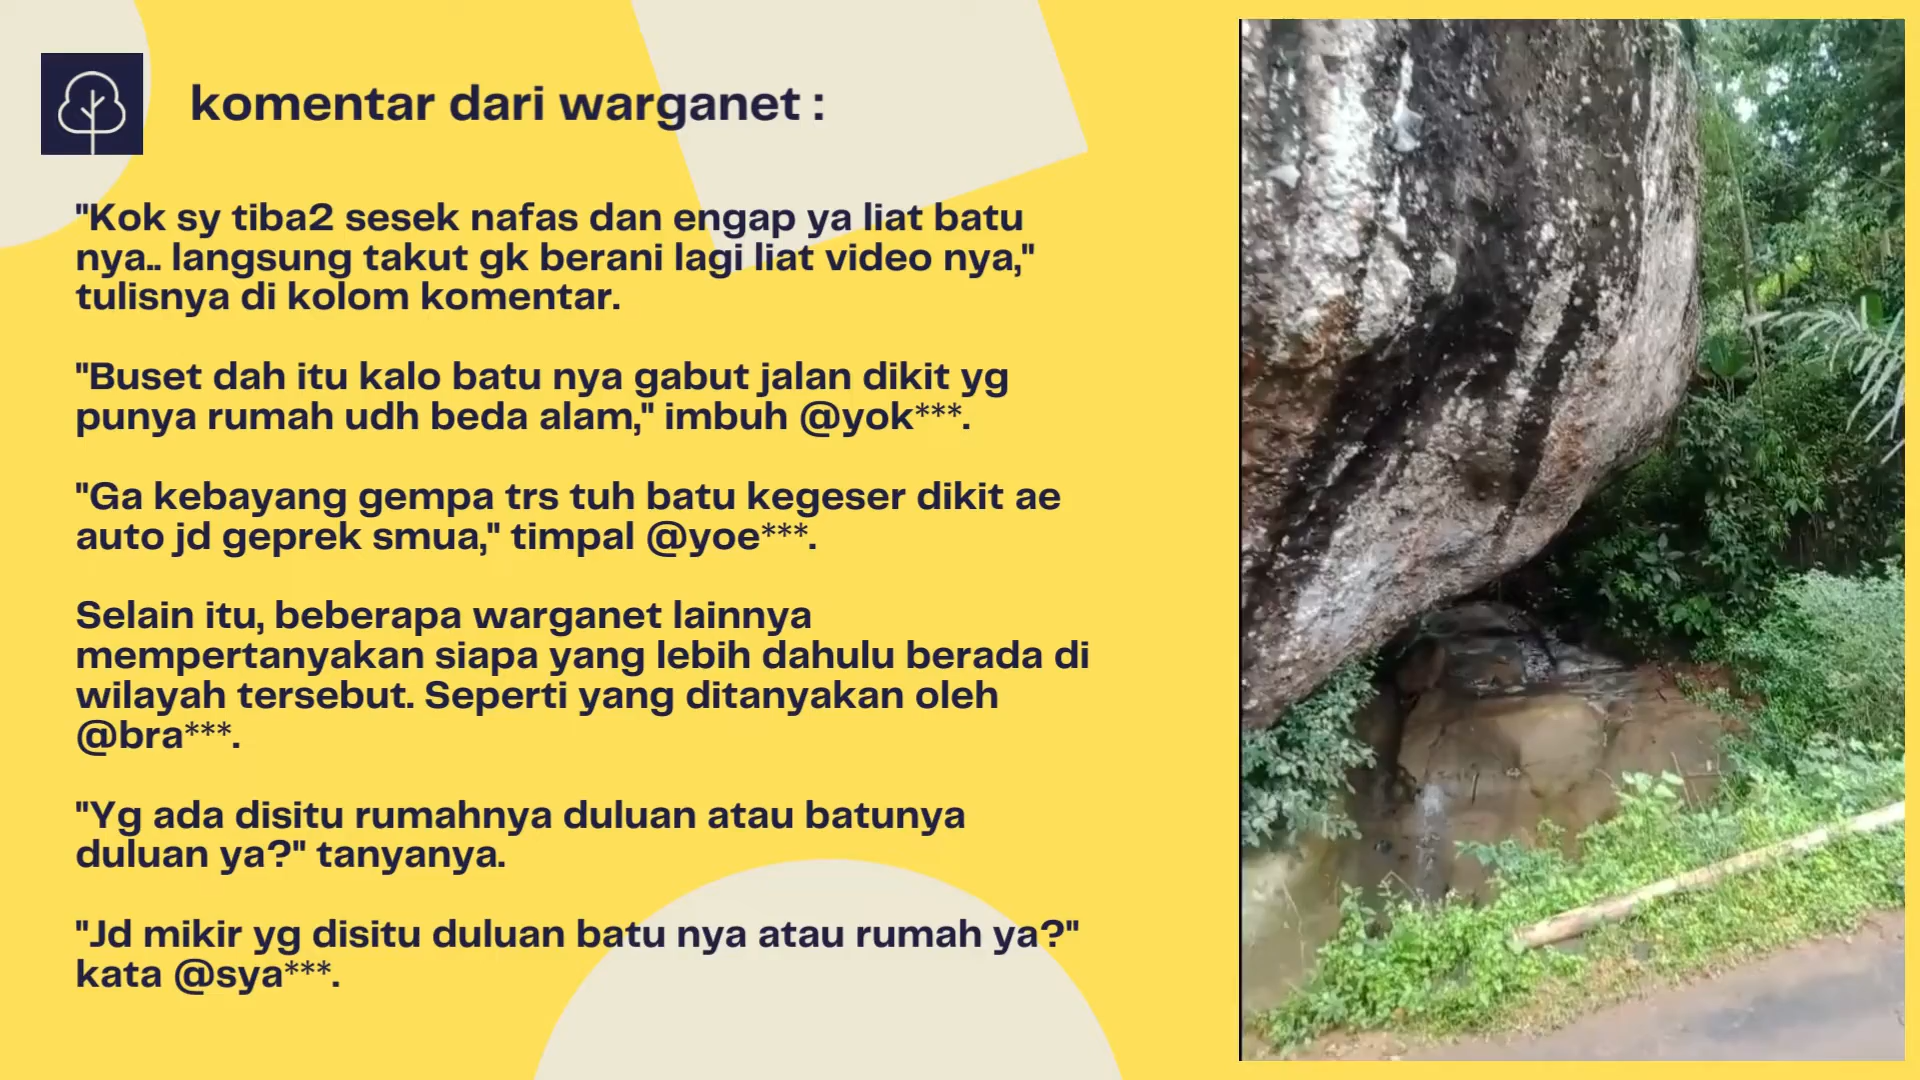 komentar dari warganet :
"Kok sy tiba2 sesek nafas dan engap ya liat batu
nya.. langsung takut gk berani lagi liat video nya,"
tulisnya di kolom komentar.
"Buset dah itu kalo batu nya gabut jalan dikit yg
punya rumah udh beda alam," imbuh @yok***.
"Ga kebayang gempa trs tuh batu kegeser dikit ae
auto jd geprek smua," timpal @yoe***.
Selain itu, beberapa warganet lainnya
mempertanyakan siapa yang lebih dahulu berada di
wilayah tersebut. Seperti yang ditanyakan oleh
@bra***.
"Yg ada disitu rumahnya duluan atau batunya
duluan ya?" tanyanya.
"Jd mikir yg disitu duluan batu nya atau rumah ya?"
kata @sya***.